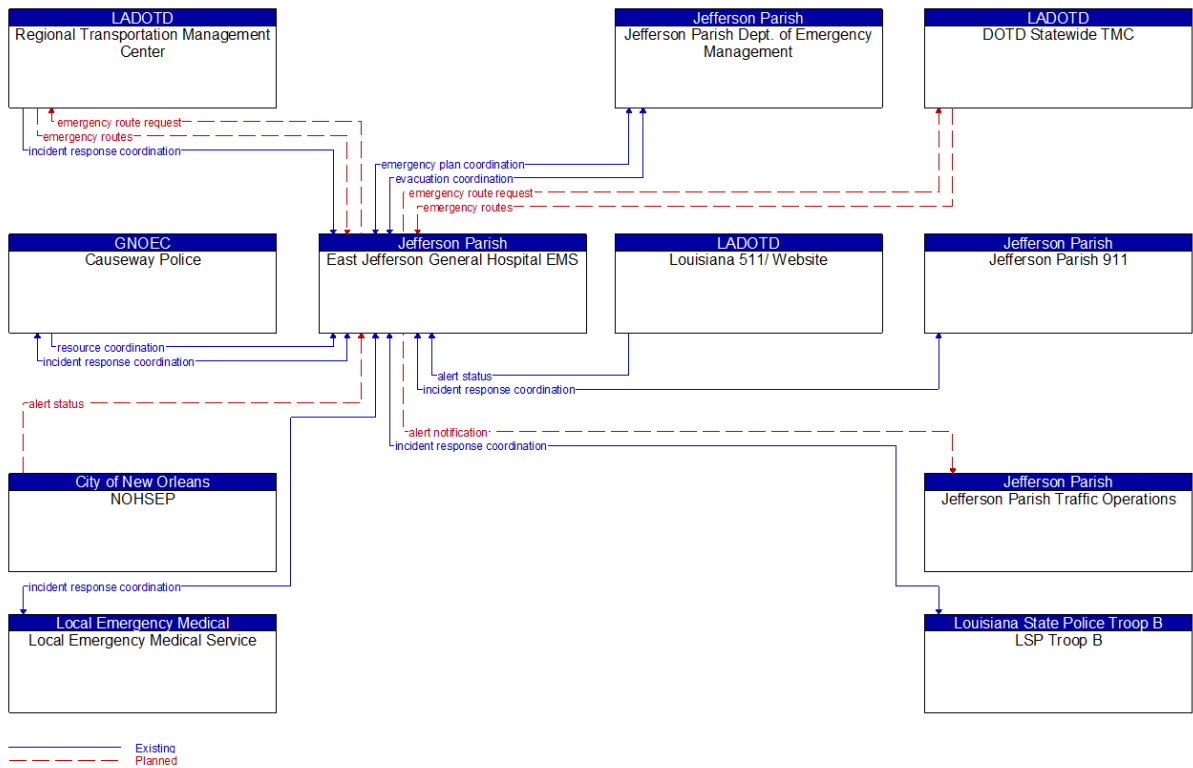 LADOTD
Regional Transportation Management
Center
Jefferson Parish
Jefferson Parish Dept. of Emergency
Management
LADOTD
DOTD Statewide TMC
emergency route request
emergency routes
incident response coordination
emergency plan coordination
evacuation coordination
emergency route request
emergency routes
GNOEC
Causeway Police
Jefferson Parish
East Jefferson General Hospital EMS
LADOTD
Louisiana 511/ Website
Jefferson Parish
Jefferson Parish 911
resource coordination
incident response coordination
alert status
incident response coordination
alert status
alert notification
incident response coordination
City of New Orleans
NOHSEP
Jefferson Parish
Jefferson Parish Traffic Operations
incident response coordination
Local Emergency Medical
Local Emergency Medical Service
Louisiana State Police Troop B
LSP Troop B
Existing
Planned